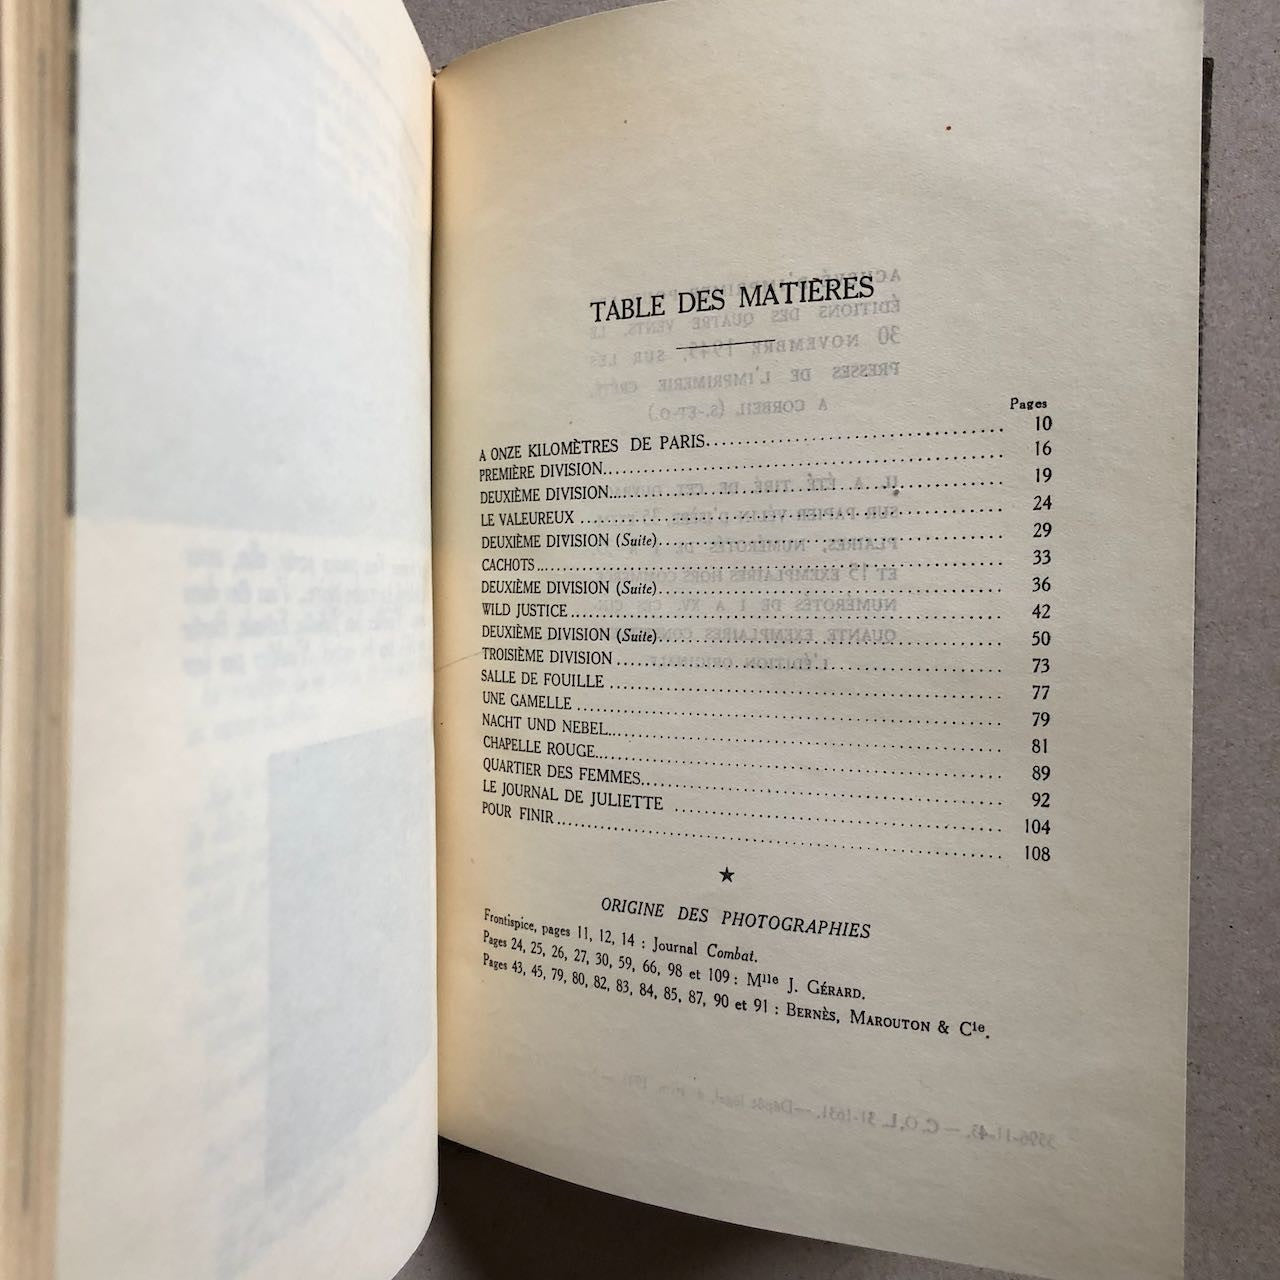 TABLE DES MATIÈRES
Pages
A ONZE KILOMÈTRES DE PARIS........ 10
PREMIÈRE DIVISION........ 16
DEUXIÈME DIVISION........ 19
LE VALEUREUX ........ 24
DEUXIÈME DIVISION (Suite)........ 29
CACHOTS........ 33
DEUXIÈME DIVISION (Suite)........ 36
WILD JUSTICE........ 42
DEUXIÈME DIVISION (Suite)........ 50
TROISIÈME DIVISION ........ 73
SALLE DE FOUILLE ........ 77
UNE GAMELLE ........ 79
NACHT UND NEBEL........ 81
CHAPELLE ROUGE........ 89
QUARTIER DES FEMMES........ 92
LE JOURNAL DE JULIETTE ........ 104
POUR FINIR........ 108
★
ORIGINE DES PHOTOGRAPHIES
Frontispice, pages 11, 12, 14 : Journal Combat.
Pages 24, 25, 26, 27, 30, 59, 66, 98 et 109 : Mlle J. GÉRARD.
Pages 43, 45, 79, 80, 82, 83, 84, 85, 87, 90 et 91 : BERNÈS, MAROUTON & Cie.